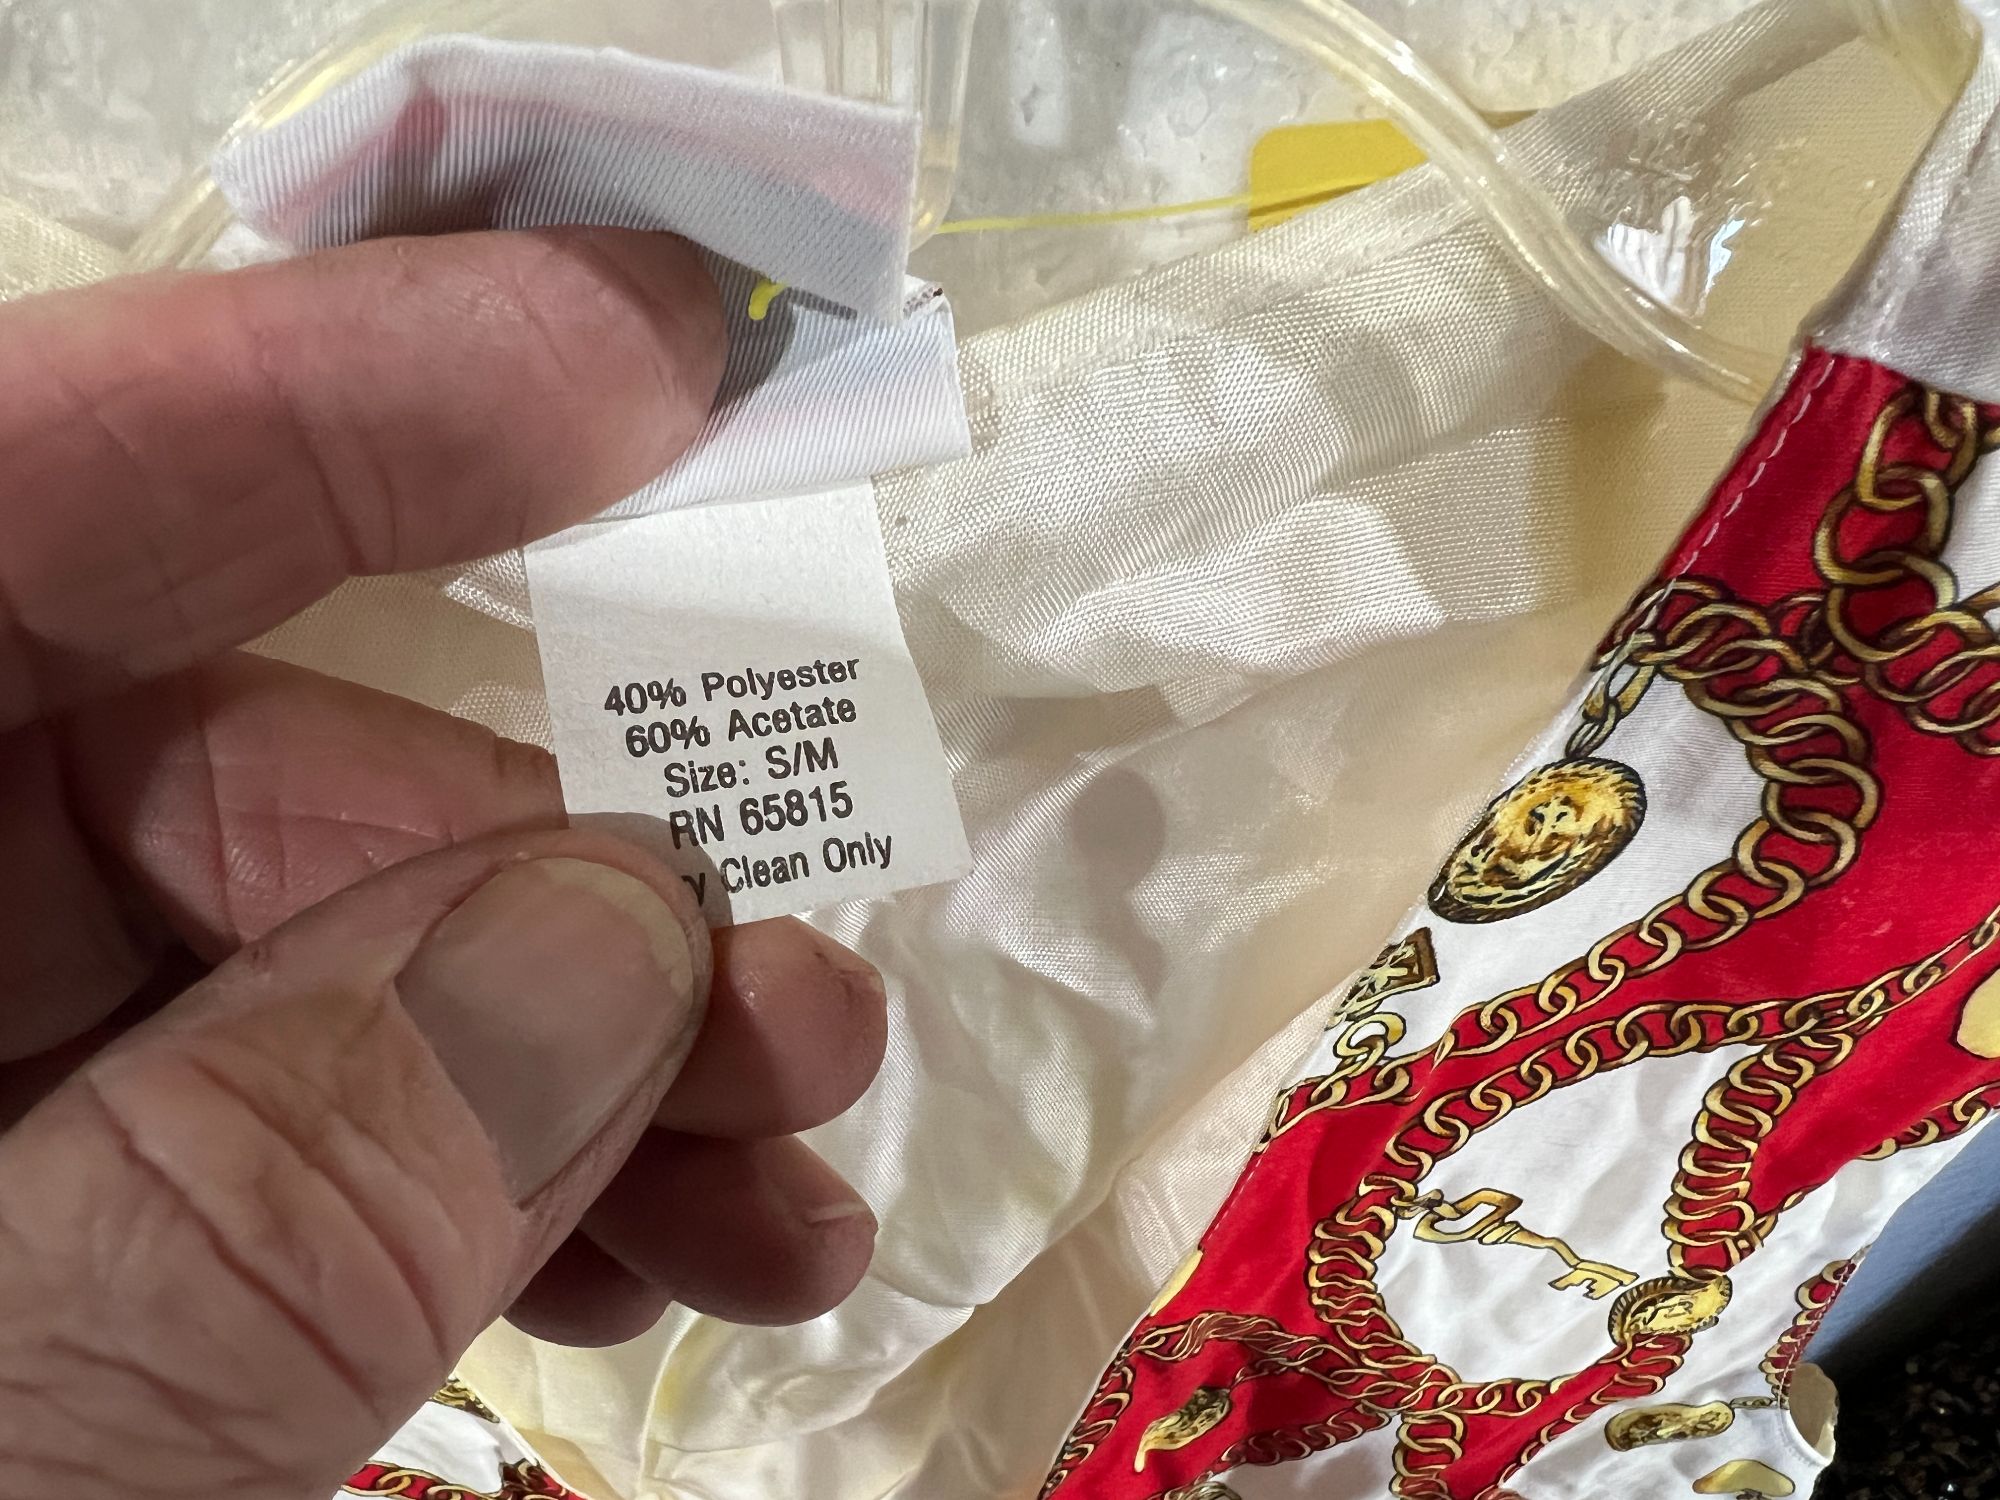 40% Polyester
60% Acetate
Size: S/M
RN 65815
y Clean Only